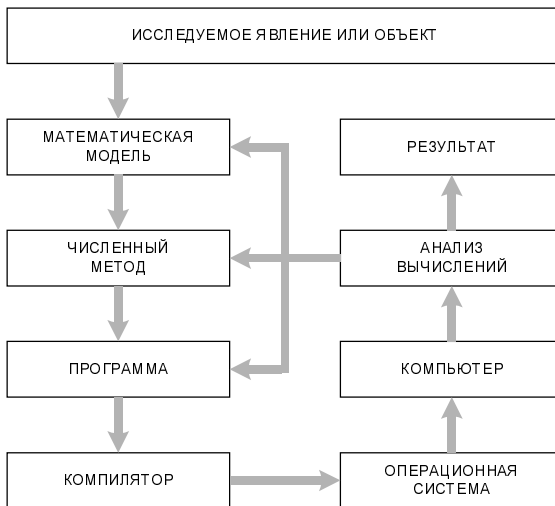 ИССЛЕДУЕМОЕ ЯВЛЕНИЕ ИЛИ ОБЪЕКТ
МАТЕМАТИЧЕСКАЯ
МОДЕЛЬ
РЕЗУЛЬТАТ
ЧИСЛЕННЫЙ
МЕТОД
АНАЛИЗ
ВЫЧИСЛЕНИЙ
ПРОГРАММА
КОМПЬЮТЕР
КОМПИЛЯТОР
ОПЕРАЦИОННАЯ
СИСТЕМА